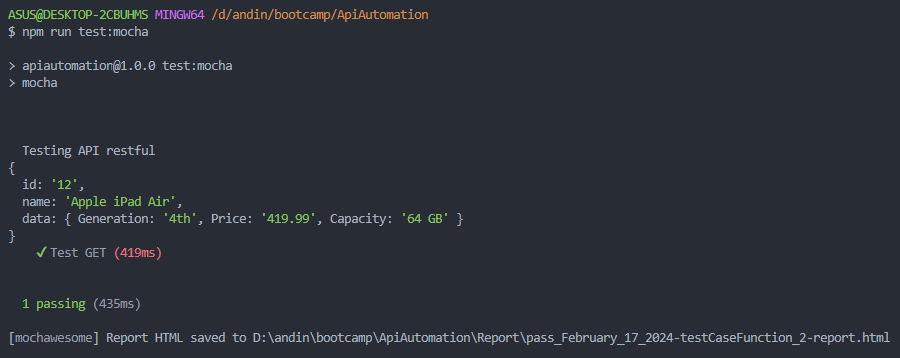 ASUS@DESKTOP-2CBUHMS MINGW64 /d/andin/bootcamp/ApiAutomation
$ npm run test:mocha
> apiautomation@1.0.0 test:mocha
> mocha
Testing API restful
{
id: '12',
name: 'Apple iPad Air',
data: { Generation: '4th', Price: '419.99', Capacity: '64 GB' }
}
✔ Test GET (419ms)
1 passing (435ms)
[mochawesome] Report HTML saved to D:\andin\bootcamp\ApiAutomation\Report\pass_February_17_2024-testCaseFunction_2-report.html